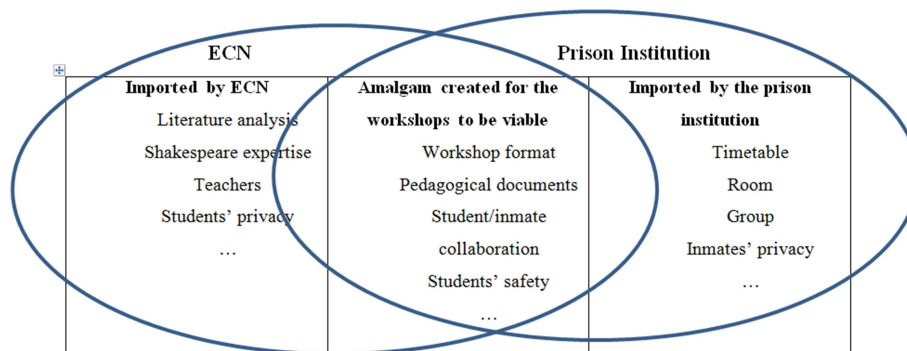 ECN
Prison Institution
Imported by ECN
Literature analysis
Shakespeare expertise
Teachers
Students' privacy
…
Amalgam created for the
workshops to be viable
Workshop format
Pedagogical documents
Student/inmate
collaboration
Students' safety
…
Imported by the prison
institution
Timetable
Room
Group
Inmates' privacy
…